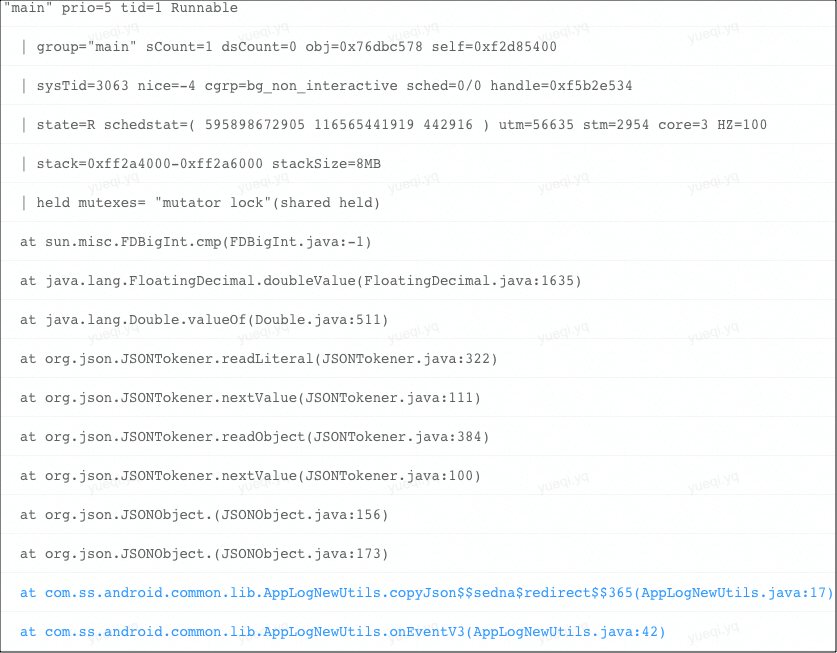 "main" prio=5 tid=1 Runnable
| group="main" sCount=1 dsCount=0 obj=0x76dbc578 self=0xf2d85400
| sysTid=3063 nice=-4 cgrp=bg_non_interactive sched=0/0 handle=0xf5b2e534
| state=R schedstat=( 595898672905 116565441919 442916 ) utm=56635 stm=2954 core=3 HZ=100
| stack=0xff2a4000-0xff2a6000 stackSize=8MB
| held mutexes= "mutator lock"(shared held)
at sun.misc.FDBigInt.cmp(FDBigInt.java:-1)
at java.lang.FloatingDecimal.doubleValue(FloatingDecimal.java:1635)
at java.lang.Double.valueOf(Double.java:511)
at org.json.JSONTokener.readLiteral(JSONTokener.java:322)
at org.json.JSONTokener.nextValue(JSONTokener.java:111)
at org.json.JSONTokener.readObject(JSONTokener.java:384)
at org.json.JSONTokener.nextValue(JSONTokener.java:100)
at org.json.JSONObject.(JSONObject.java:156)
at org.json.JSONObject.(JSONObject.java:173)
at com.ss.android.common.lib.AppLogNewUtils.copyJson$$sedna$redirect$$365(AppLogNewUtils.java:17)
at com.ss.android.common.lib.AppLogNewUtils.onEventV3(AppLogNewUtils.java:42)